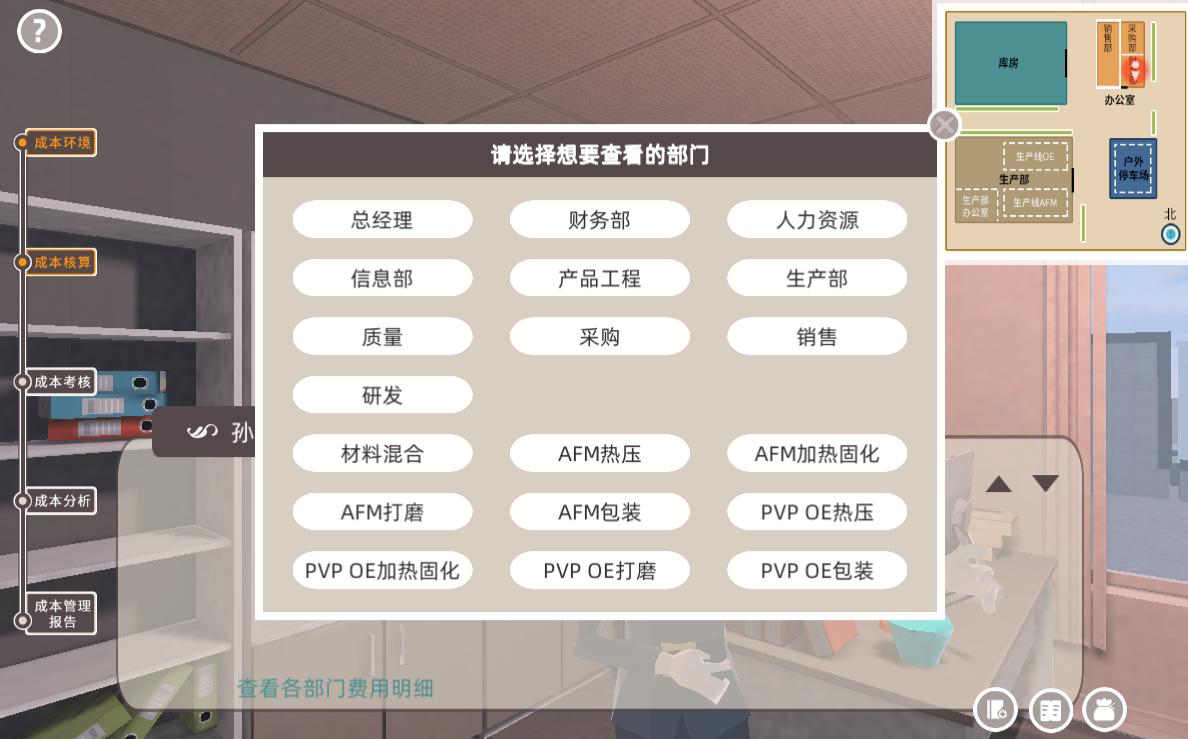 ?
成本环境
成本核算
成本考核
成本分析
成本管理
报告
请选择想要查看的部门
总经理
财务部
人力资源
信息部
产品工程
生产部
质量
采购
销售
研发
材料混合
AFM热压
AFM加热固化
AFM打磨
AFM包装
PVP OE热压
PVP OE加热固化
PVP OE打磨
PVP OE包装
孙
查看各部门费用明细
库房
销售部
采购部
办公室
生产线OE
生产部
生产部
办公室
生产线AFM
户外
停车场
北